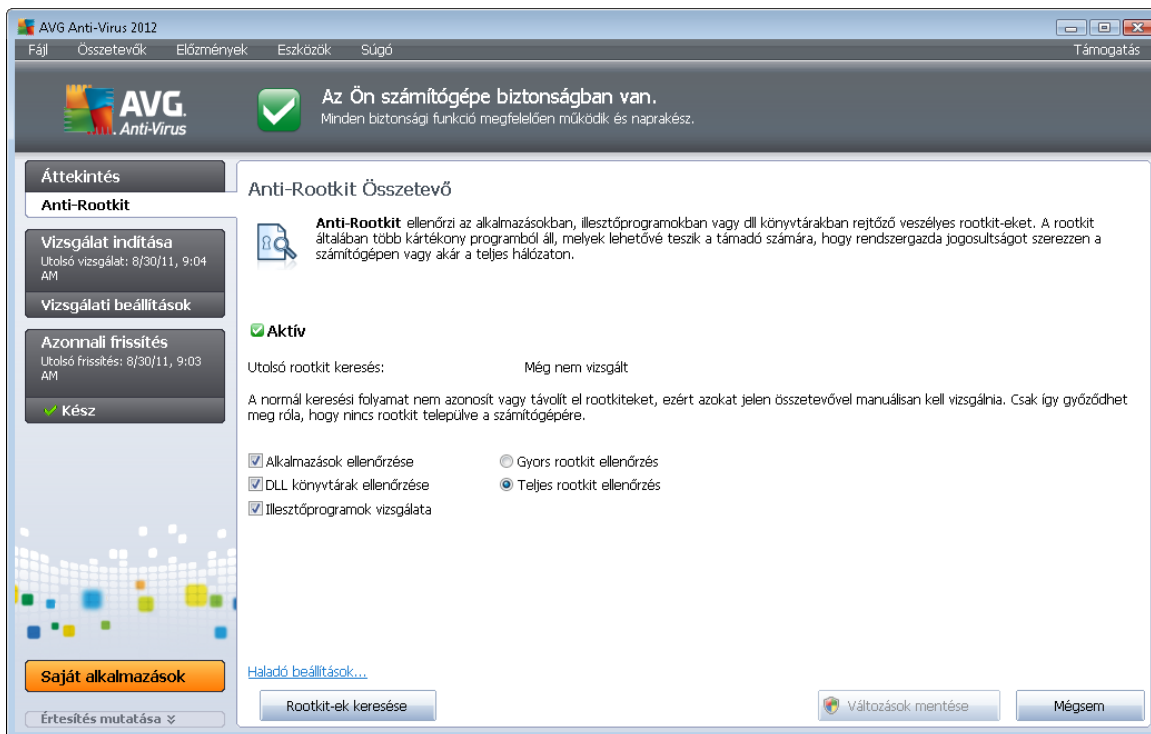 AVG Anti-Virus 2012
Fájl Összetevők Előzmények Eszközök Súgó Támogatás
AVG.
Anti-Virus
Az Ön számítógépe biztonságban van.
Minden biztonsági funkció megfelelően működik és naprakész.
Áttekintés
Anti-Rootkit
Vizsgálat indítása
Utolsó vizsgálat: 8/30/11, 9:04
AM
Vizsgálati beállítások
Azonnali frissítés
Utolsó frissítés: 8/30/11, 9:03
AM
Kész
Saját alkalmazások
Értesítés mutatása
Anti-Rootkit Összetevő
Anti-Rootkit ellenőrzi az alkalmazásokban, illesztőprogramokban vagy dll könyvtárakban rejtőző veszélyes rootkit-eket. A rootkit
általában több kártékony programból áll, melyek lehetővé teszik a támadó számára, hogy rendszergazda jogosultságot szerezzen a
számítógépen vagy akár a teljes hálózaton.
Aktív
Utolsó rootkit keresés: Még nem vizsgált
A normál keresési folyamat nem azonosít vagy távolít el rootkiteket, ezért azokat jelen összetevővel manuálisan kell vizsgálnia. Csak így győződhet
meg róla, hogy nincs rootkit települve a számítógépére.
Alkalmazások ellenőrzése Gyors rootkit ellenőrzés
DLL könyvtárak ellenőrzése Teljes rootkit ellenőrzés
Illesztőprogramok vizsgálata
Haladó beállítások...
Rootkit-ek keresése Változások mentése Mégsem